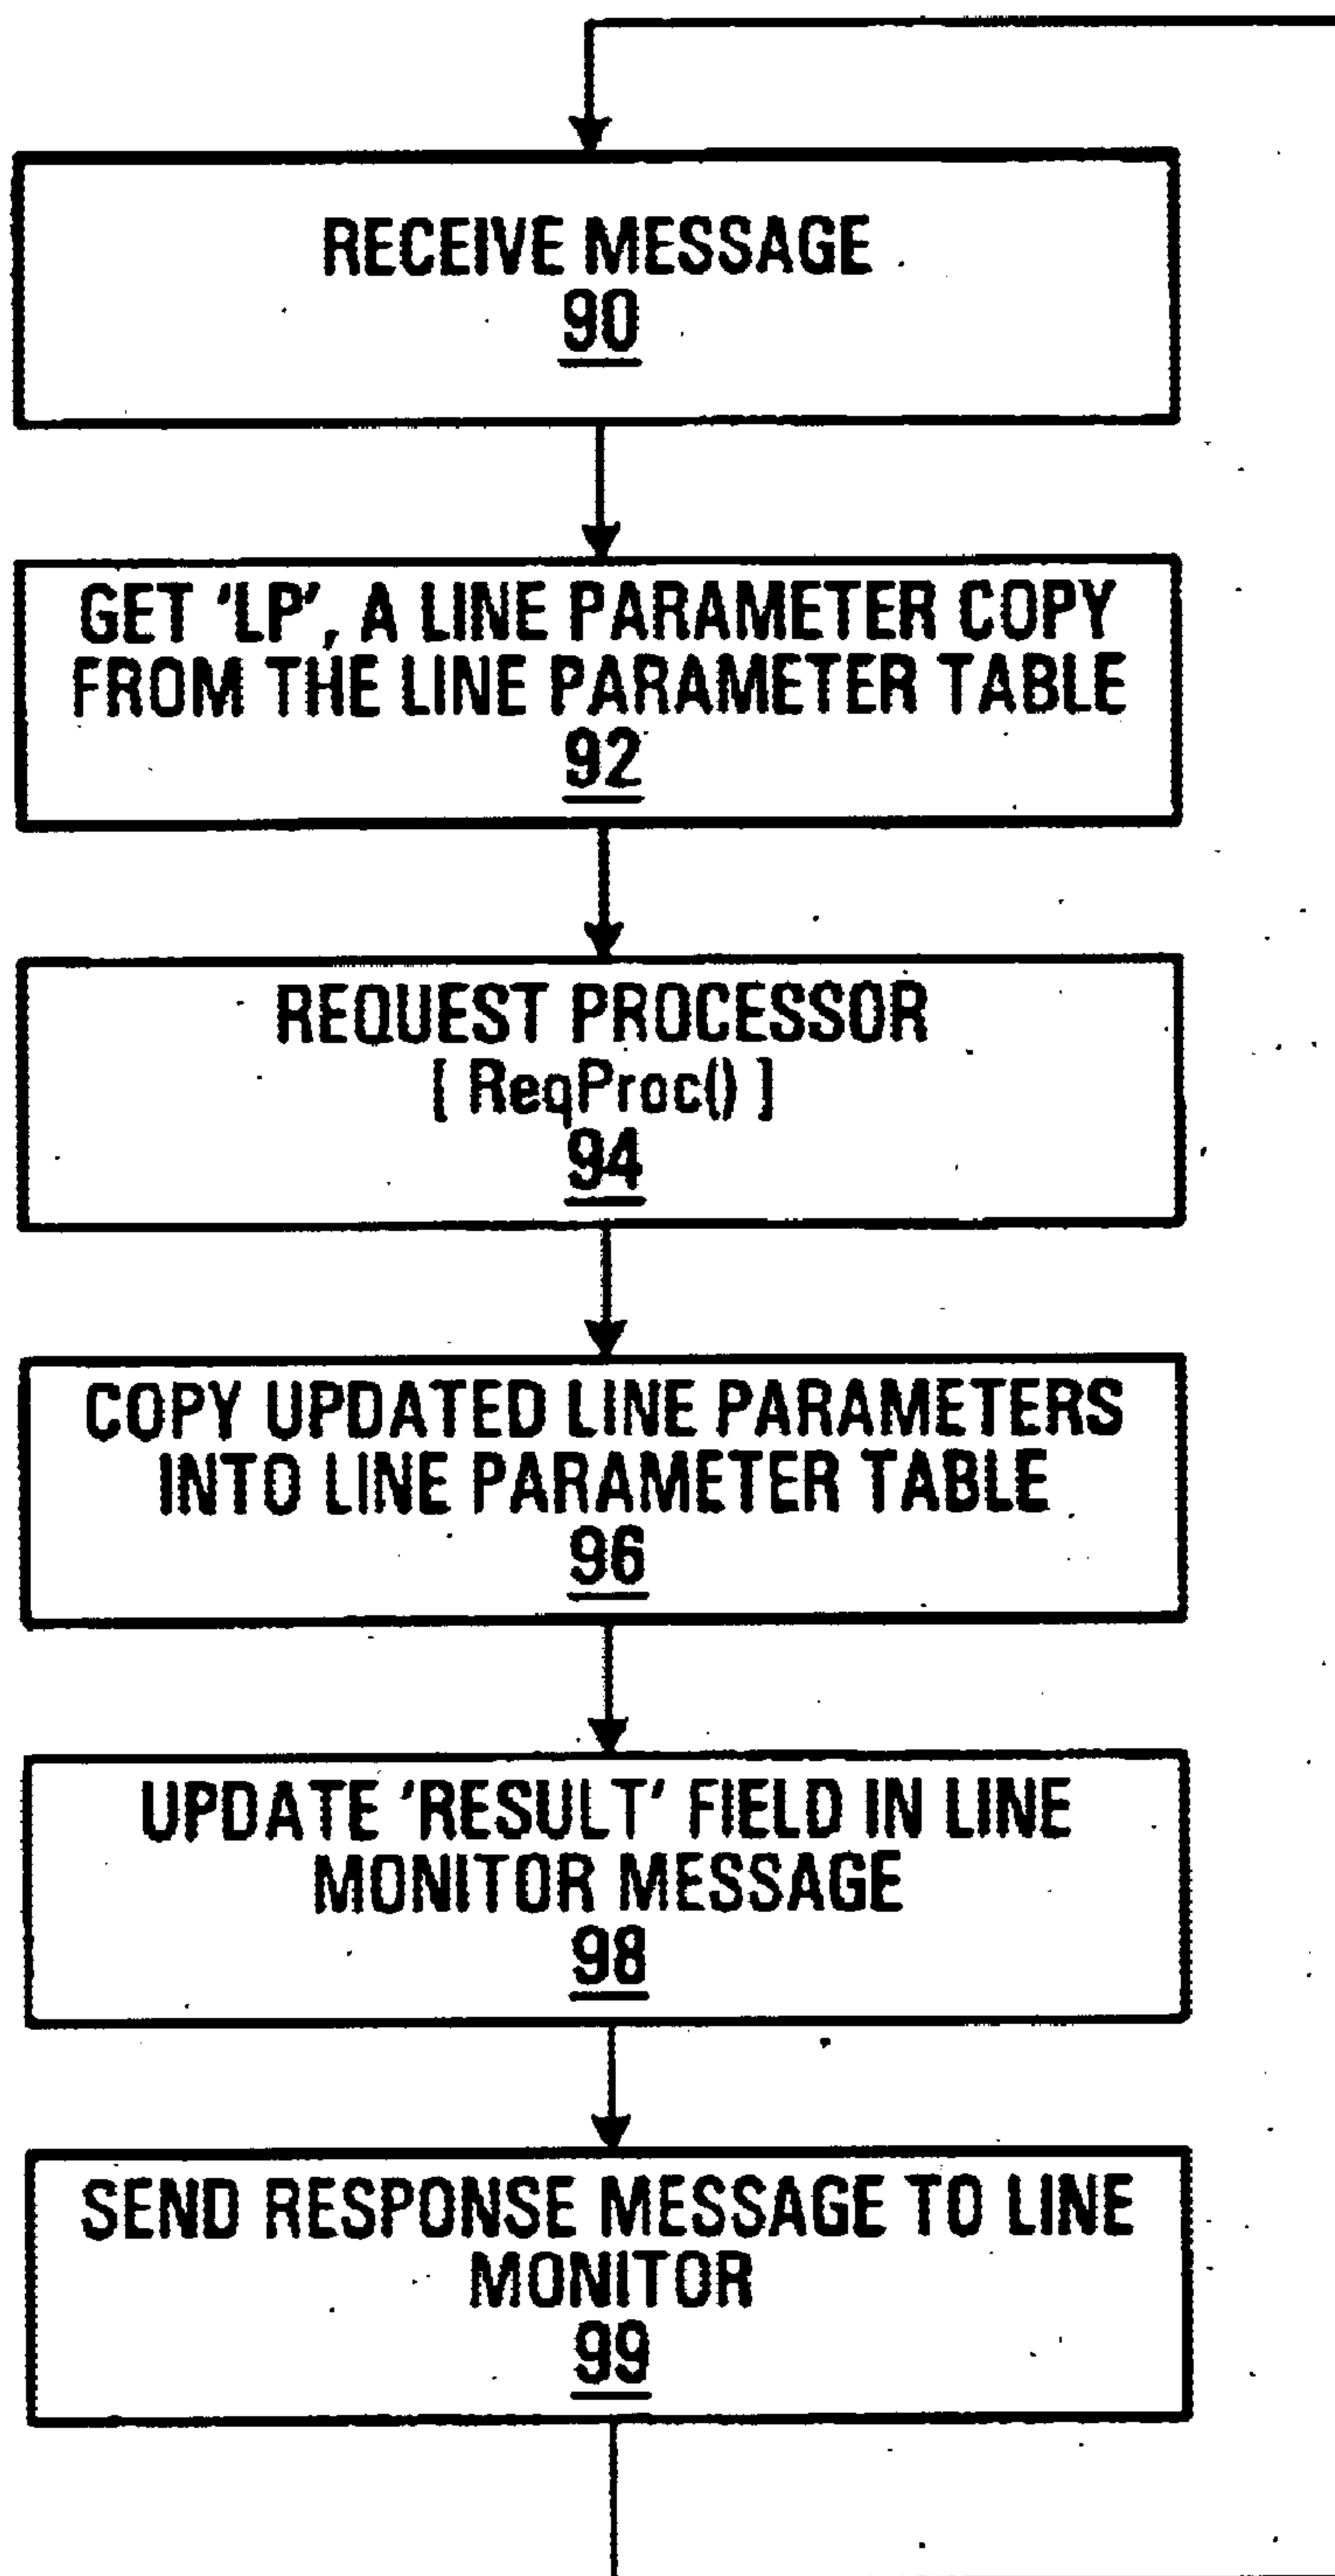 RECEIVE MESSAGE
90
GET 'LP', A LINE PARAMETER COPY
FROM THE LINE PARAMETER TABLE
92
REQUEST PROCESSOR
[ ReqProc() ]
94
COPY UPDATED LINE PARAMETERS
INTO LINE PARAMETER TABLE
96
UPDATE 'RESULT' FIELD IN LINE
MONITOR MESSAGE
98
SEND RESPONSE MESSAGE TO LINE
MONITOR
99